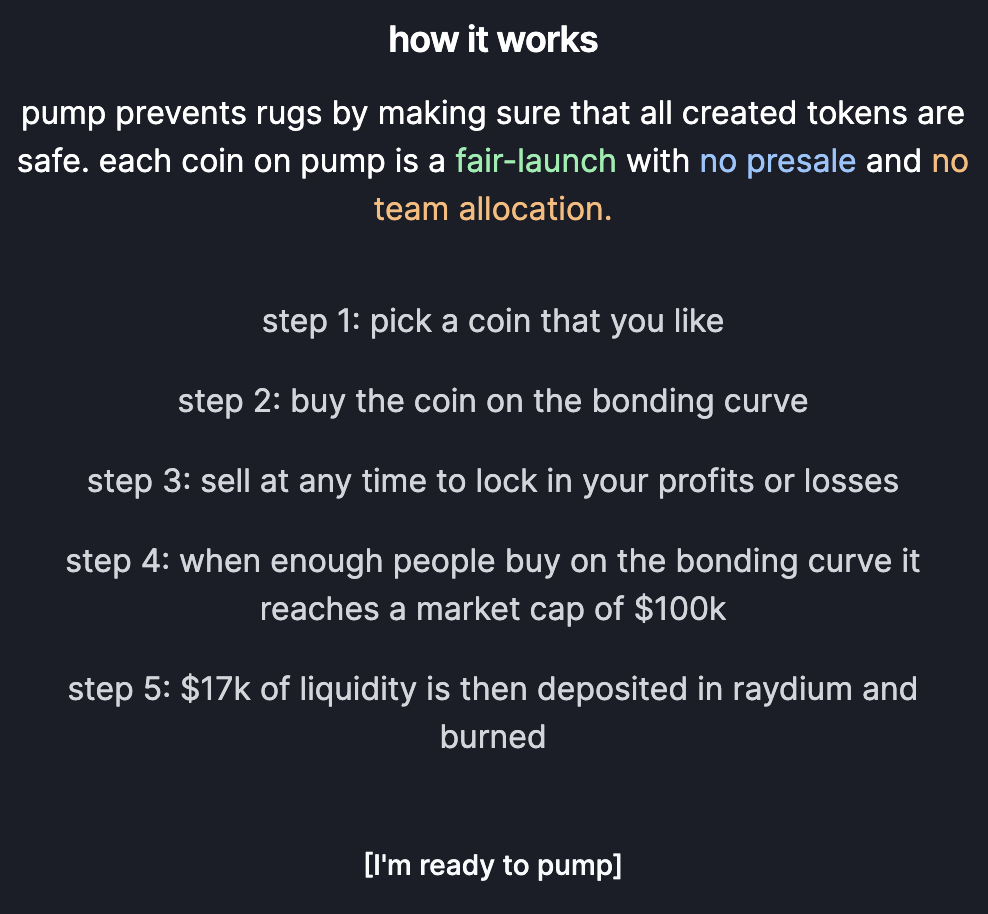 how it works
pump prevents rugs by making sure that all created tokens are
safe. each coin on pump is a fair-launch with no presale and no
team allocation.
step 1: pick a coin that you like
step 2: buy the coin on the bonding curve
step 3: sell at any time to lock in your profits or losses
step 4: when enough people buy on the bonding curve it
reaches a market cap of $100k
step 5: $17k of liquidity is then deposited in raydium and
burned
[I'm ready to pump]